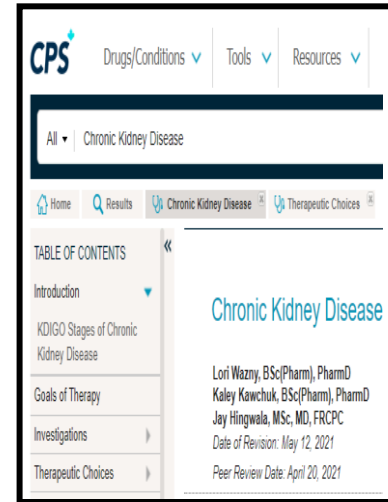 CPS
Drugs/Conditions Tools Resources
All Chronic Kidney Disease
Home Results Chronic Kidney Disease x Therapeutic Choices x
TABLE OF CONTENTS «
Introduction
KDIGO Stages of Chronic
Kidney Disease
Goals of Therapy
Investigations
Therapeutic Choices
Chronic Kidney Disease
Lori Wazny, BSc(Pharm), PharmD
Kaley Kawchuk, BSc(Pharm), PharmD
Jay Hingwala, MSc, MD, FRCPC
Date of Revision: May 12, 2021
Peer Review Date: April 20, 2021